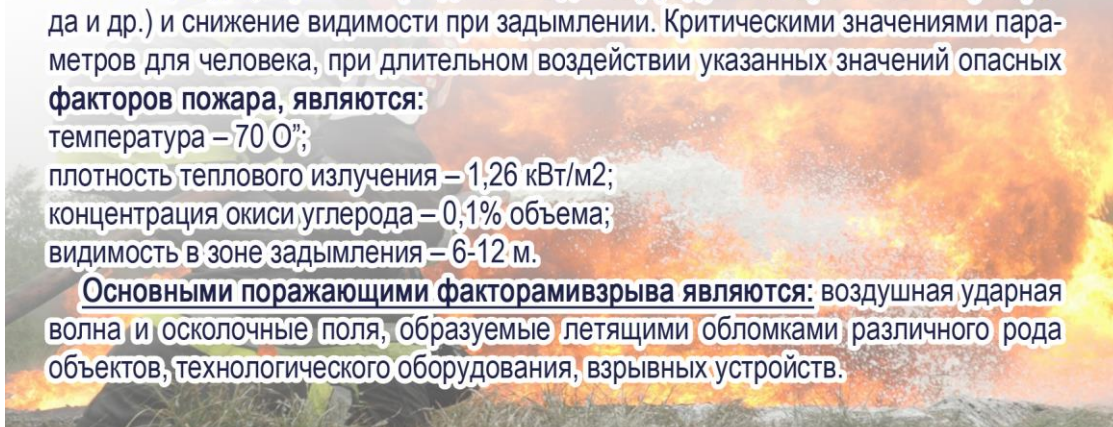 да и др.) и снижение видимости при задымлении. Критическими значениями пара-
метров для человека, при длительном воздействии указанных значений опасных
факторов пожара, являются:
температура – 70 О”;
плотность теплового излучения – 1,26 кВт/м2;
концентрация окиси углерода – 0,1% объема;
видимость в зоне задымления – 6-12 м.
Основными поражающими факторамивзрыва являются: воздушная ударная
волна и осколочные поля, образуемые летящими обломками различного рода
объектов, технологического оборудования, взрывных устройств.